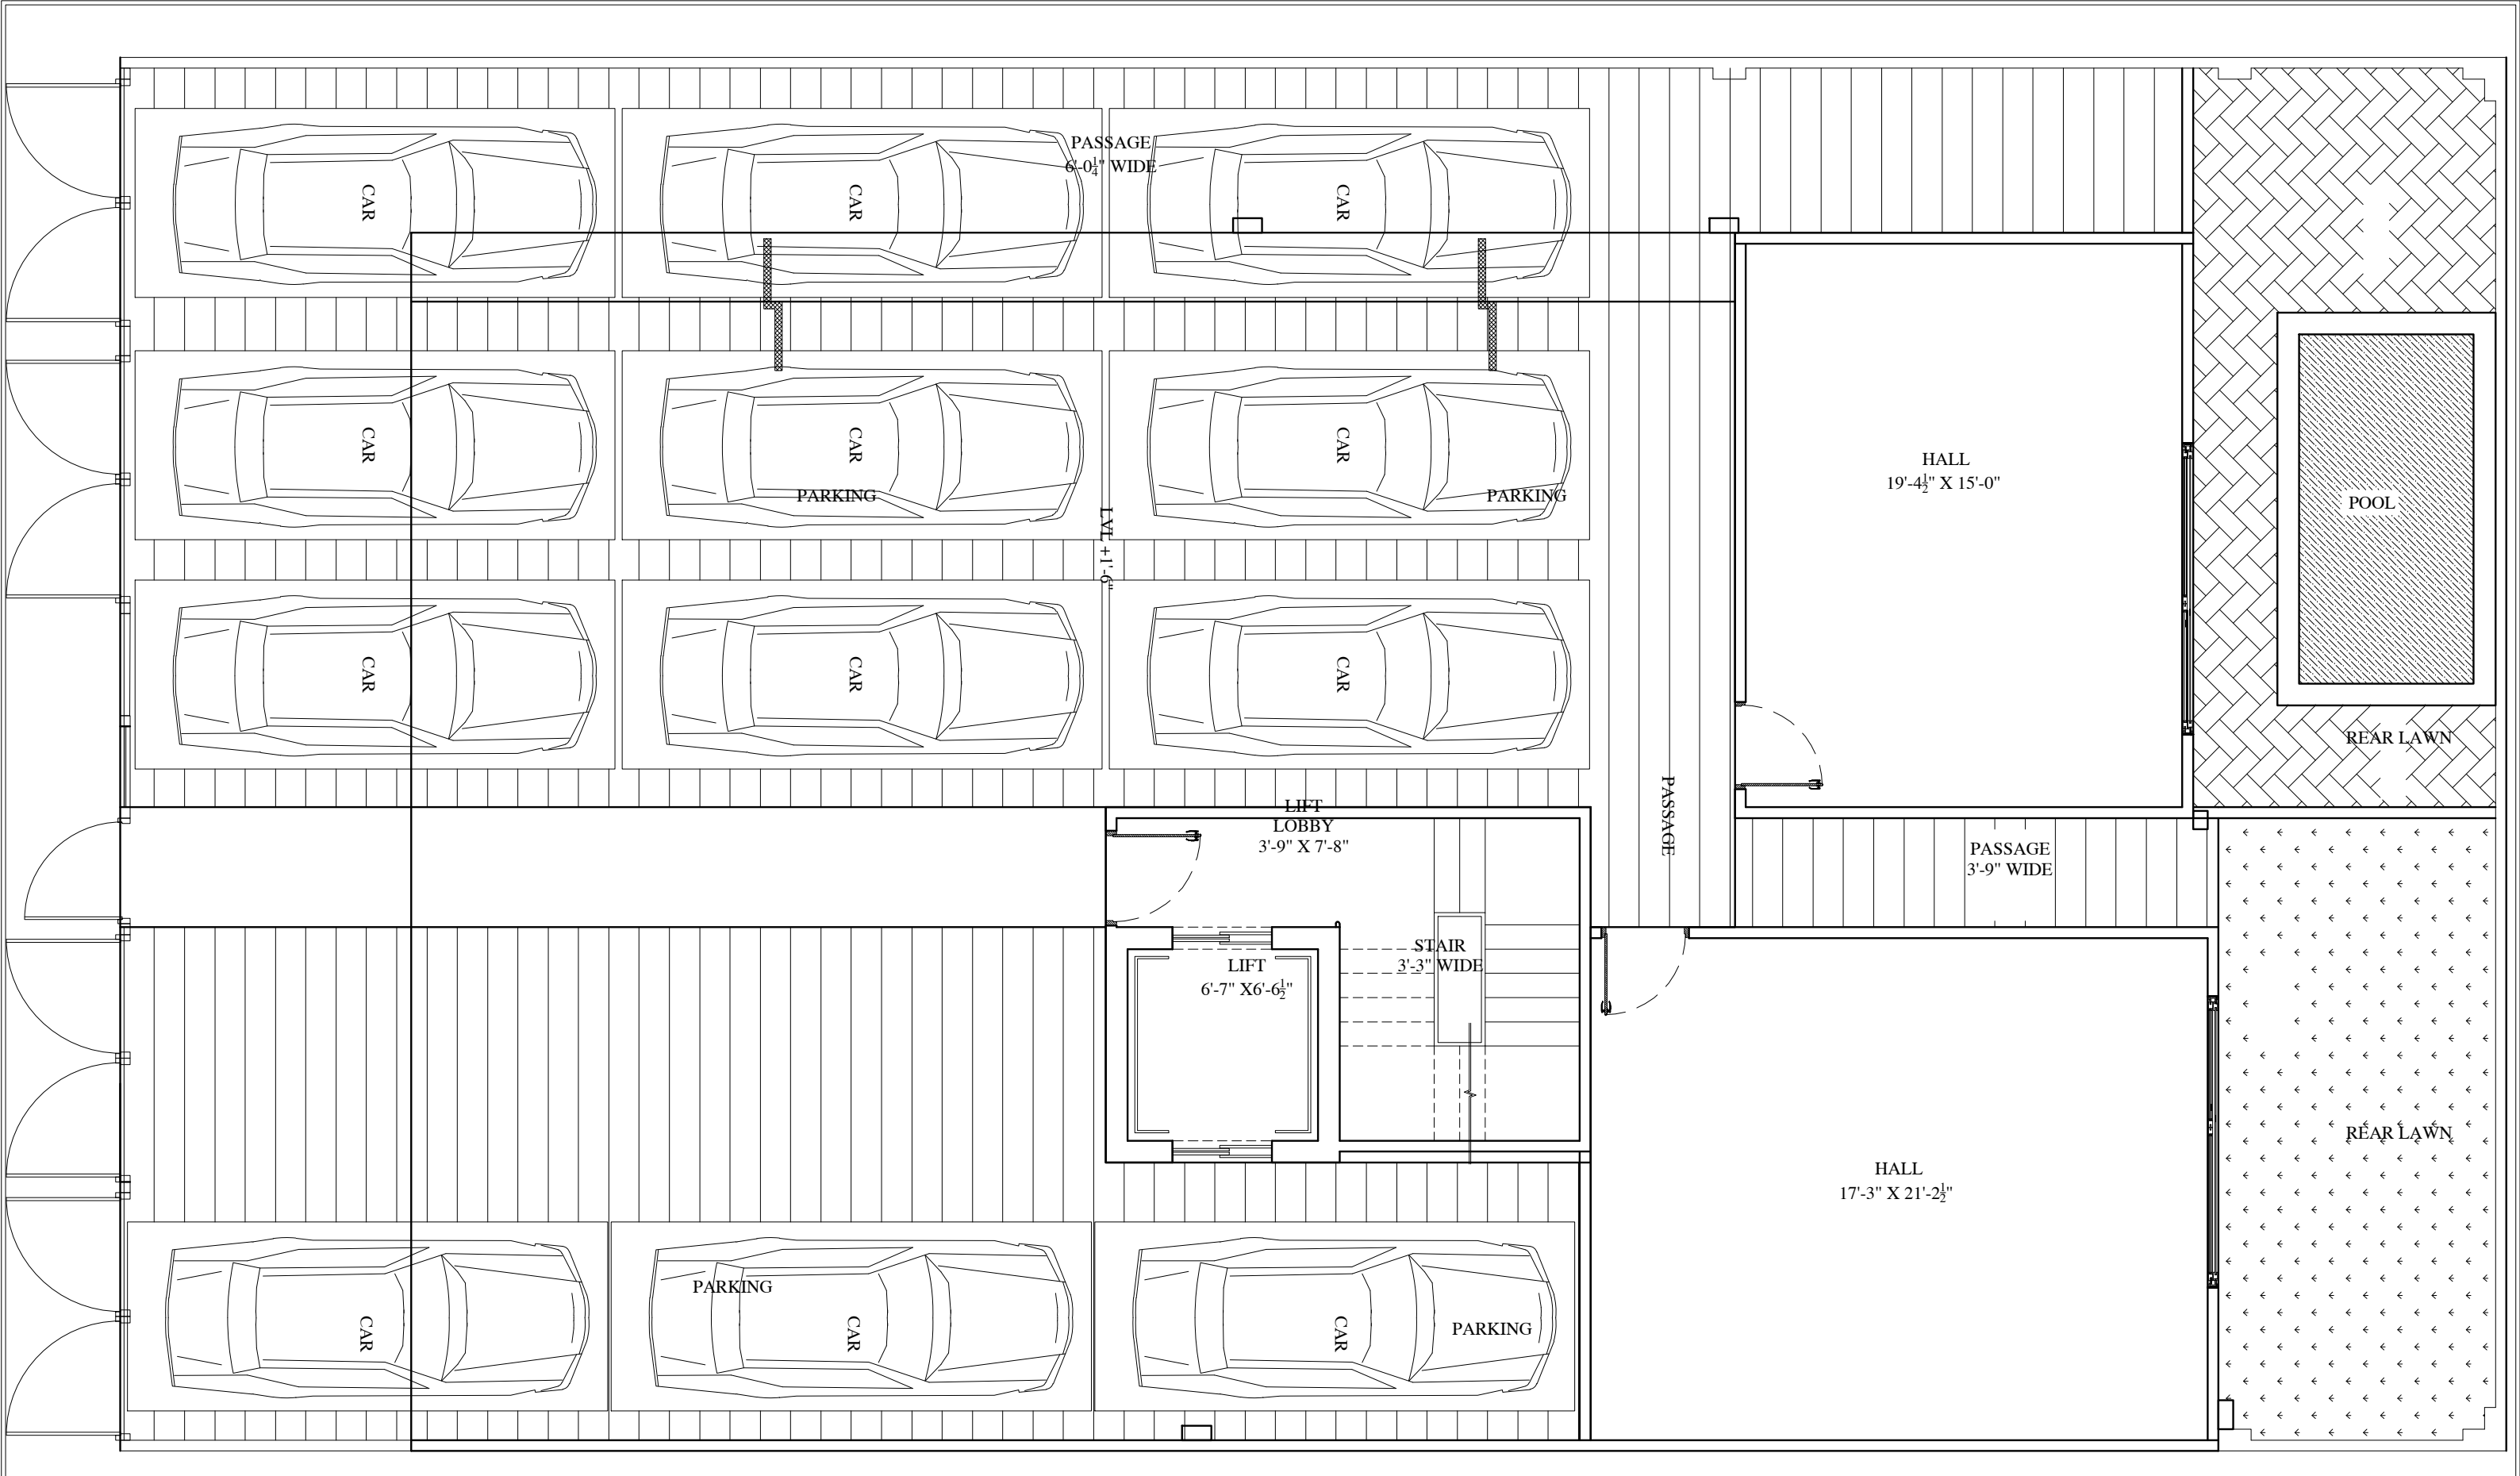 PASSAGE
6'-0¼" WIDE
CAR
CAR
CAR
CAR
CAR
CAR
HALL
19'-4½" X 15'-0"
PARKING
PARKING
POOL
LVL +1'-6"
CAR
CAR
CAR
REAR LAWN
LIFT
LOBBY
3'-9" X 7'-8"
PASSAGE
PASSAGE
3'-9" WIDE
STAIR
3'-3" WIDE
LIFT
6'-7" X6'-6½"
REAR LAWN
HALL
17'-3" X 21'-2½"
PARKING
CAR
CAR
CAR
PARKING